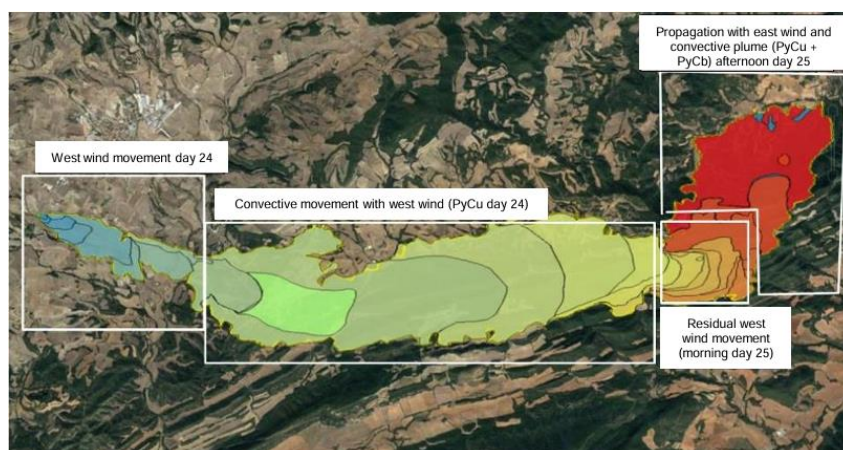 Propagation with east wind and
convective plume (PyCu +
PyCb) afternoon day 25
West wind movement day 24
Convective movement with west wind (PyCu day 24)
Residual west
wind movement
(morning day 25)